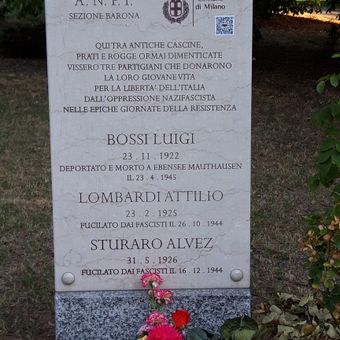 A. N. P. I.
SEZIONE BARONA
di Milano
QUI TRA ANTICHE CASCINE,
PRATI E ROGGE ORMAI DIMENTICATE
VISSERO TRE PARTIGIANI CHE DONARONO
LA LORO GIOVANE VITA
PER LA LIBERTA' DELL'ITALIA
DALL'OPPRESSIONE NAZIFASCISTA
NELLE EPICHE GIORNATE DELLA RESISTENZA
BOSSI LUIGI
23 . 11 . 1922
DEPORTATO E MORTO A EBENSEE MAUTHAUSEN
IL 23 . 4 . 1945
LOMBARDI ATTILIO
23 . 2 . 1925
FUCILATO DAI FASCISTI IL 26 . 10 . 1944
STURARO ALVEZ
31 . 5 . 1926
FUCILATO DAI FASCISTI IL 16 . 12 . 1944